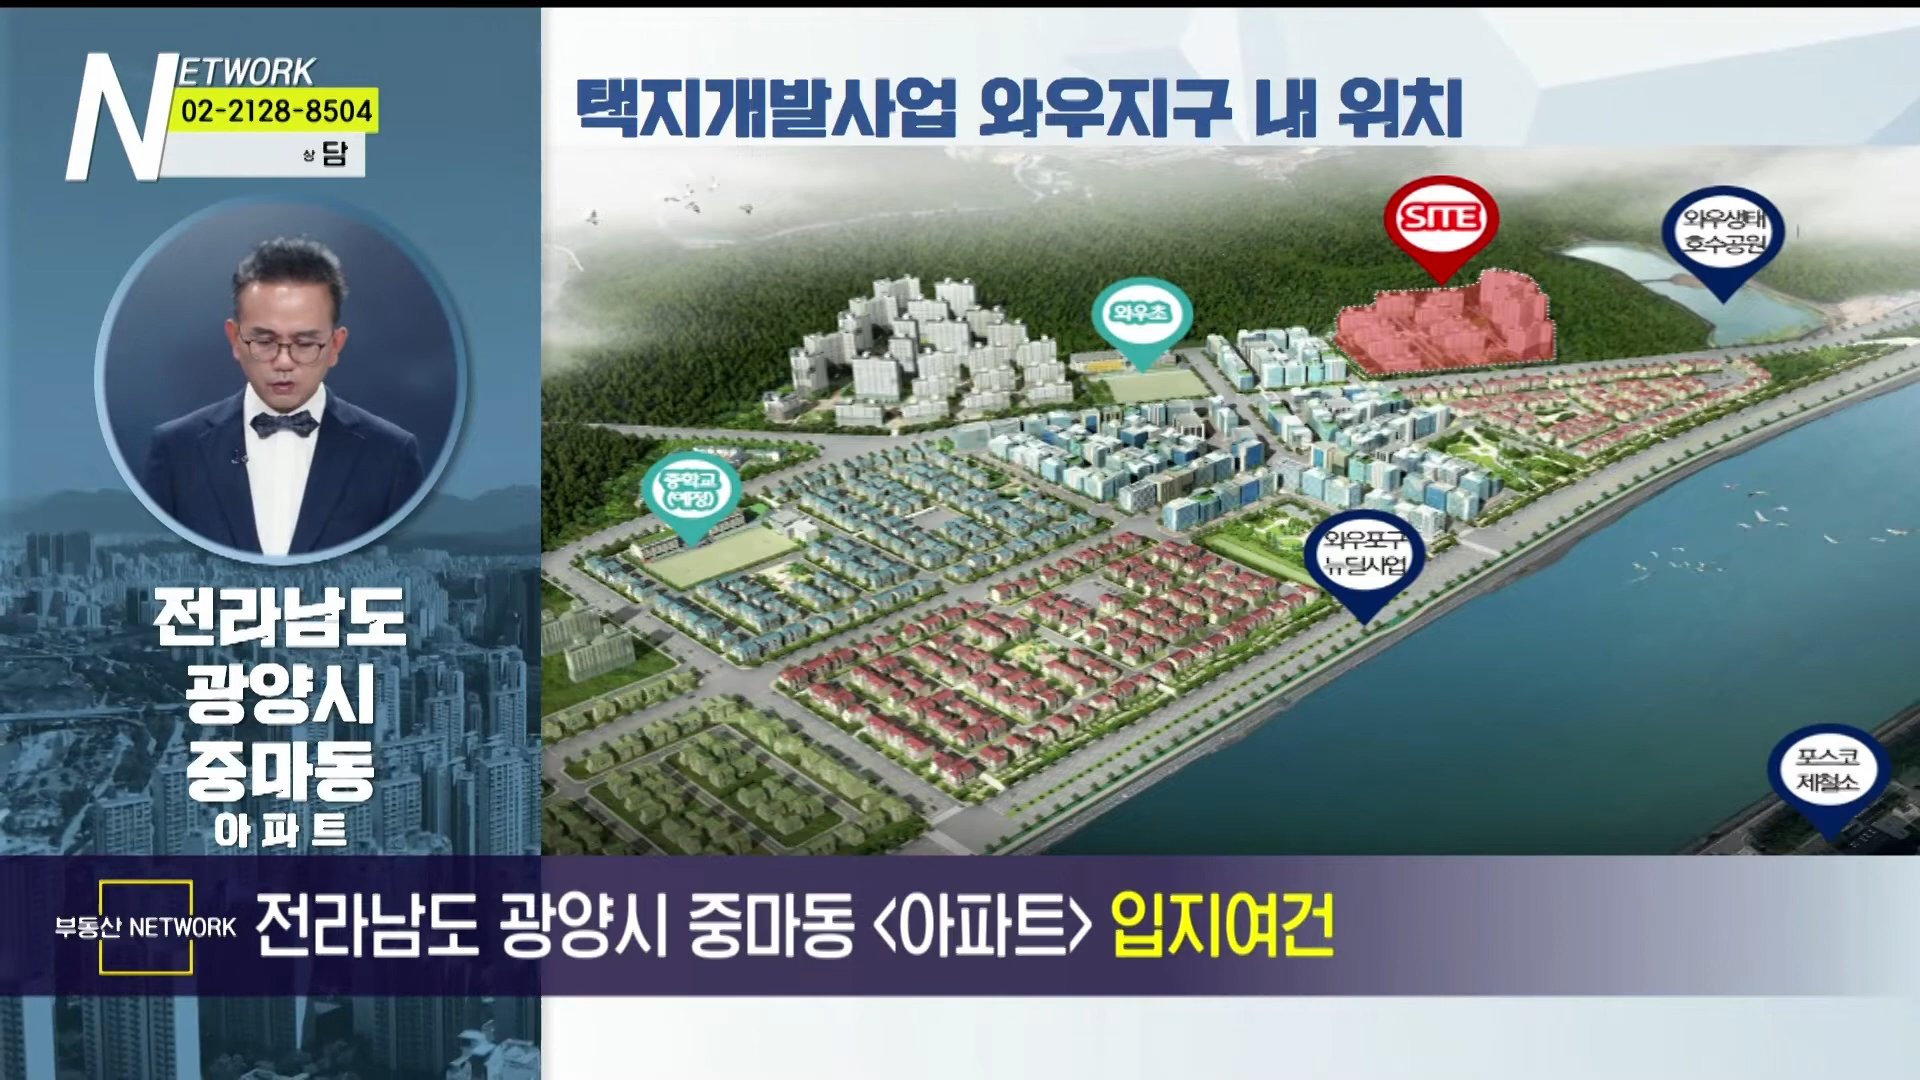 NETWORK
02-2128-8504
상담
택지개발사업 와우지구 내 위치
SITE
와우생태
호수공원
와우초
중학교
(예정)
와우포구
뉴딜사업
포스코
제철소
전라남도
광양시
중마동
아파트
부동산 NETWORK
전라남도 광양시 중마동 <아파트> 입지여건